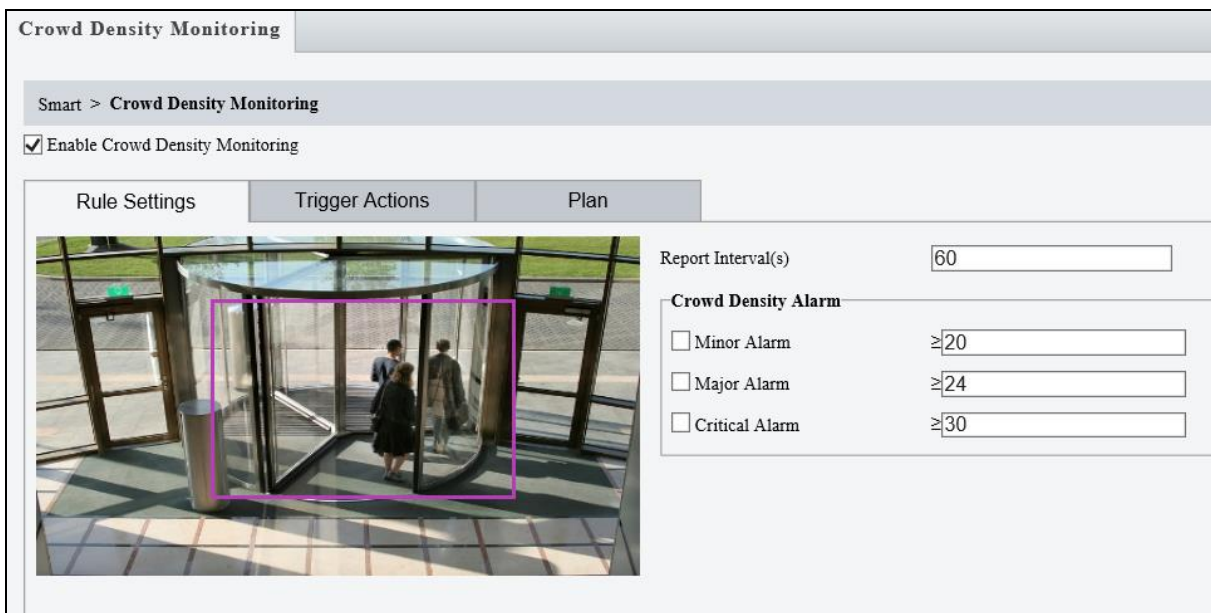 Crowd Density Monitoring
Smart > Crowd Density Monitoring
Enable Crowd Density Monitoring
Rule Settings Trigger Actions Plan
Report Interval(s) 60
Crowd Density Alarm
Minor Alarm ≥20
Major Alarm ≥24
Critical Alarm ≥30